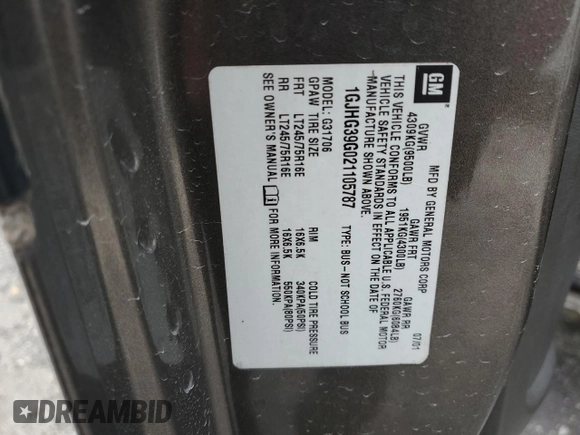 GM
MFD BY GENERAL MOTORS CORP 07/01
GVWR GAWR FRT GAWR RR
4309KG(9500LB) 1951KG(4300LB) 2760KG(6084LB)
THIS VEHICLE CONFORMS TO ALL APPLICABLE U.S. FEDERAL MOTOR
VEHICLE SAFETY STANDARDS IN EFFECT ON THE DATE OF
MANUFACTURE SHOWN ABOVE.
1GJHG39G021105787 TYPE: BUS-NOT SCHOOL BUS
MODEL: G31706
GPAW TIRE SIZE RIM COLD TIRE PRESSURE
FRT LT245/75R16E 16X6.5K 340KPA(50PSI)
RR LT245/75R16E 16X6.5K 550KPA(80PSI)
SEE OWNER'S MANUAL FOR MORE INFORMATION.
DREAMBID